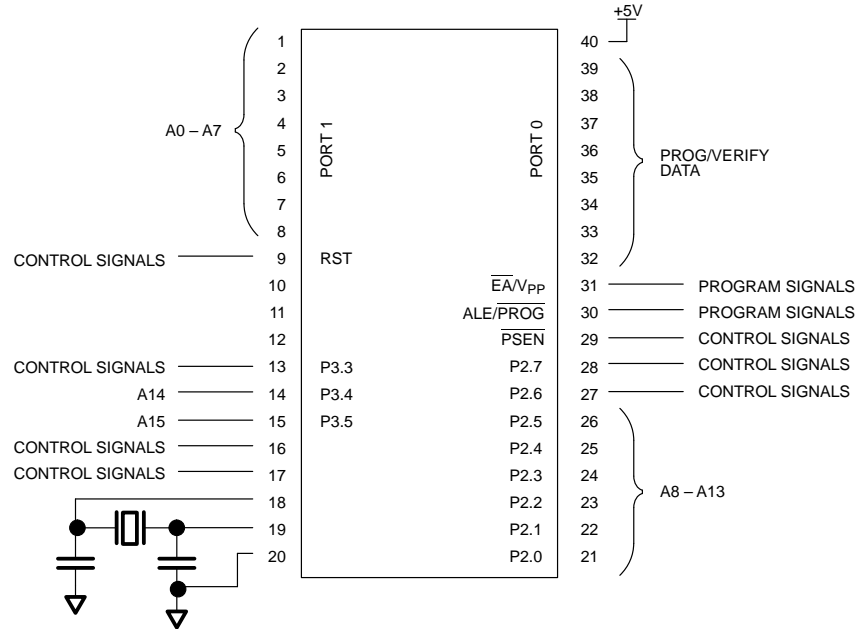 +5V
1 40
2 39
3 38
A0 – A7 4 PORT 1 PORT 0 37
5 36 PROG/VERIFY
6 35 DATA
7 34
8 33
CONTROL SIGNALS 9 RST 32
10 EA/VPP 31 PROGRAM SIGNALS
11 ALE/PROG 30 PROGRAM SIGNALS
12 PSEN 29 CONTROL SIGNALS
CONTROL SIGNALS 13 P3.3 P2.7 28 CONTROL SIGNALS
A14 14 P3.4 P2.6 27 CONTROL SIGNALS
A15 15 P3.5 P2.5 26
CONTROL SIGNALS 16 P2.4 25
CONTROL SIGNALS 17 P2.3 24
18 P2.2 23 A8 – A13
19 P2.1 22
20 P2.0 21